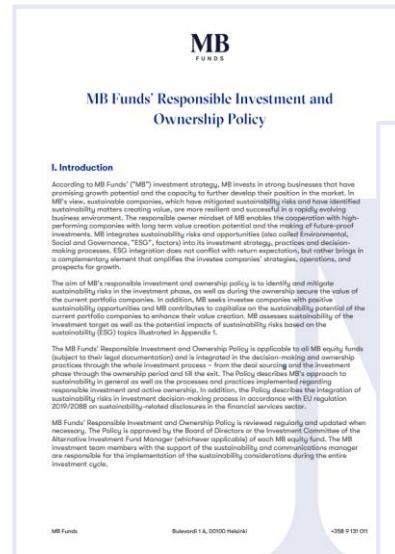 MB
FUNDS
MB Funds' Responsible Investment and
Ownership Policy
I. Introduction
According to MB Funds' ("MB") investment strategy, MB invests in strong businesses that have
promising growth potential and the capacity to further develop their position in the market. In
MB's view, sustainable companies, which have mitigated sustainability risks and have identified
sustainability matters creating value, are more resilient and successful in a rapidly evolving
business environment. The responsible owner mindset of MB enables the cooperation with high-
performing companies with long term value creation potential and the making of future-proof
investments. MB integrates sustainability risks and opportunities (also called Environmental,
Social and Governance, "ESG", factors) into its investment strategy, practices and decision-
making processes. ESG integration does not conflict with return expectation, but rather brings in
a complementary element that amplifies the investee companies' strategies, operations, and
prospects for growth.
The aim of MB's responsible investment and ownership policy is to identify and mitigate
sustainability risks in the investment phase, as well as during the ownership secure the value of
the current portfolio companies. In addition, MB seeks investee companies with positive
sustainability opportunities and MB contributes to capitalise on the sustainability potential of the
current portfolio companies to enhance their value creation. MB assesses sustainability of the
investment target as well as the potential impacts of sustainability risks based on the
sustainability (ESG) topics illustrated in Appendix 1.
The MB Funds' Responsible Investment and Ownership Policy is applicable to all MB equity funds
(subject to their legal documentation) and is integrated in the decision-making and ownership
practices through the whole investment process – from the deal sourcing and the investment
phase through the ownership period and till the exit. The Policy describes MB's approach to
sustainability in general as well as the processes and practices implemented regarding
responsible investment and active ownership. In addition, the Policy describes the integration of
sustainability risks in investment decision-making process in accordance with EU regulation
2019/2088 on sustainability-related disclosures in the financial services sector.
MB Funds' Responsible Investment and Ownership Policy is reviewed regularly and updated when
necessary. The Policy is approved by the Board of Directors or the Investment Committee of the
Alternative Investment Fund Manager (whichever applicable) of each MB equity fund. The MB
investment team members with the support of the sustainability and communications manager
are responsible for the implementation of the sustainability considerations during the entire
investment cycle.
MB Funds Bulevardi 1 A, 00100 Helsinki +358 9 131 011